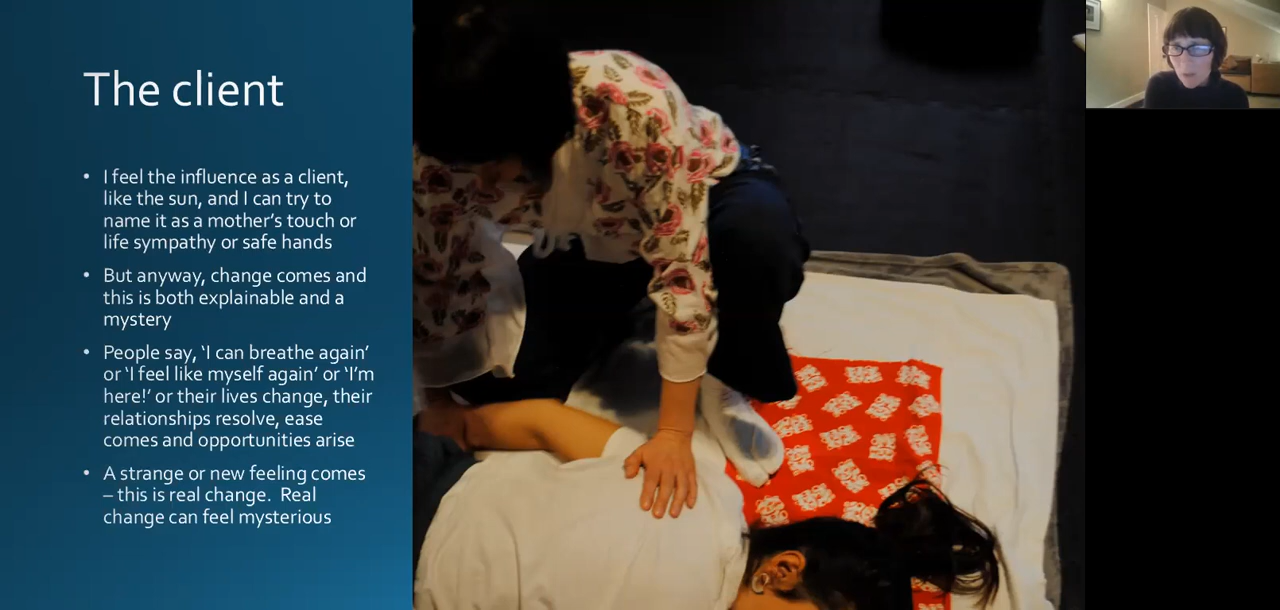 The client
• I feel the influence as a client,
like the sun, and I can try to
name it as a mother’s touch or
life sympathy or safe hands
• But anyway, change comes and
this is both explainable and a
mystery
• People say, ‘I can breathe again’
or ‘I feel like myself again’ or ‘I’m
here!’ or their lives change, their
relationships resolve, ease
comes and opportunities arise
• A strange or new feeling comes
– this is real change.  Real
change can feel mysterious